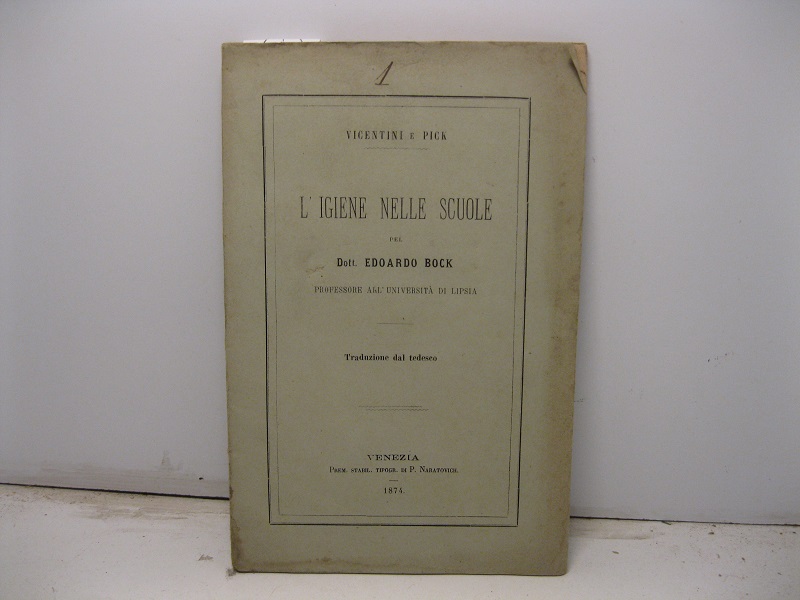 1
VICENTINI E PICK
L' IGIENE NELLE SCUOLE
PEL
Dott. EDOARDO BOCK
PROFESSORE ALL'UNIVERSITÀ DI LIPSIA
Traduzione dal tedesco
VENEZIA
PREM. STABIL. TIPOGR. DI P. NARATOVICH.
1874.